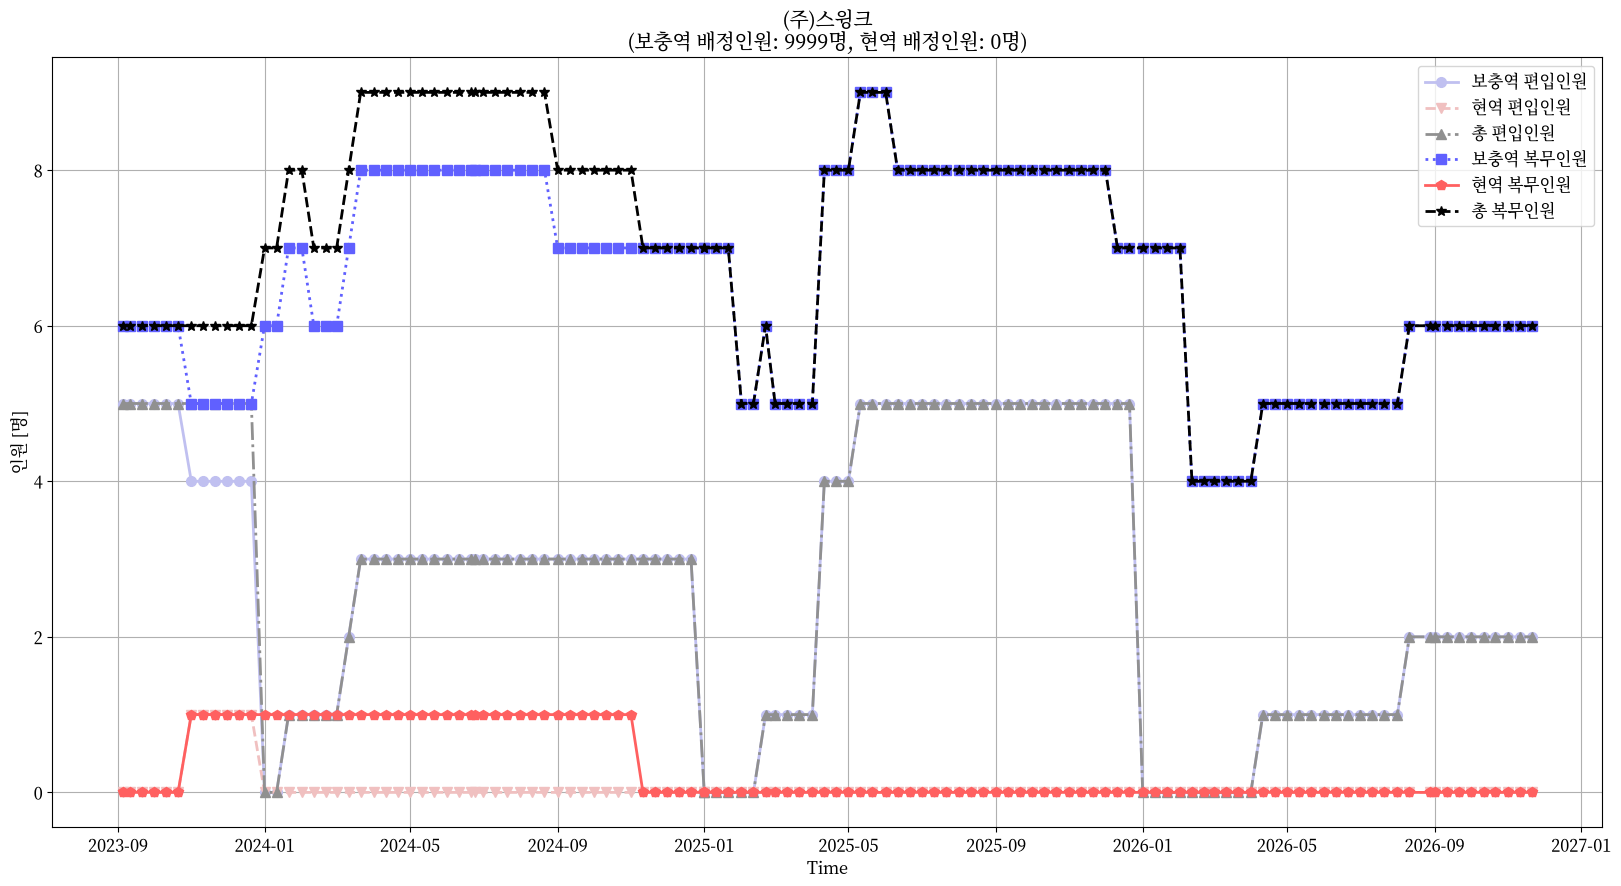 (주)스윙크
(보충역 배정인원: 9999명, 현역 배정인원: 0명)
보충역 편입인원
현역 편입인원
총 편입인원
보충역 복무인원
현역 복무인원
총 복무인원
인원 [명]
8
6
4
2
0
2023-09
2024-01
2024-05
2024-09
2025-01
2025-05
2025-09
2026-01
2026-05
2026-09
2027-01
Time